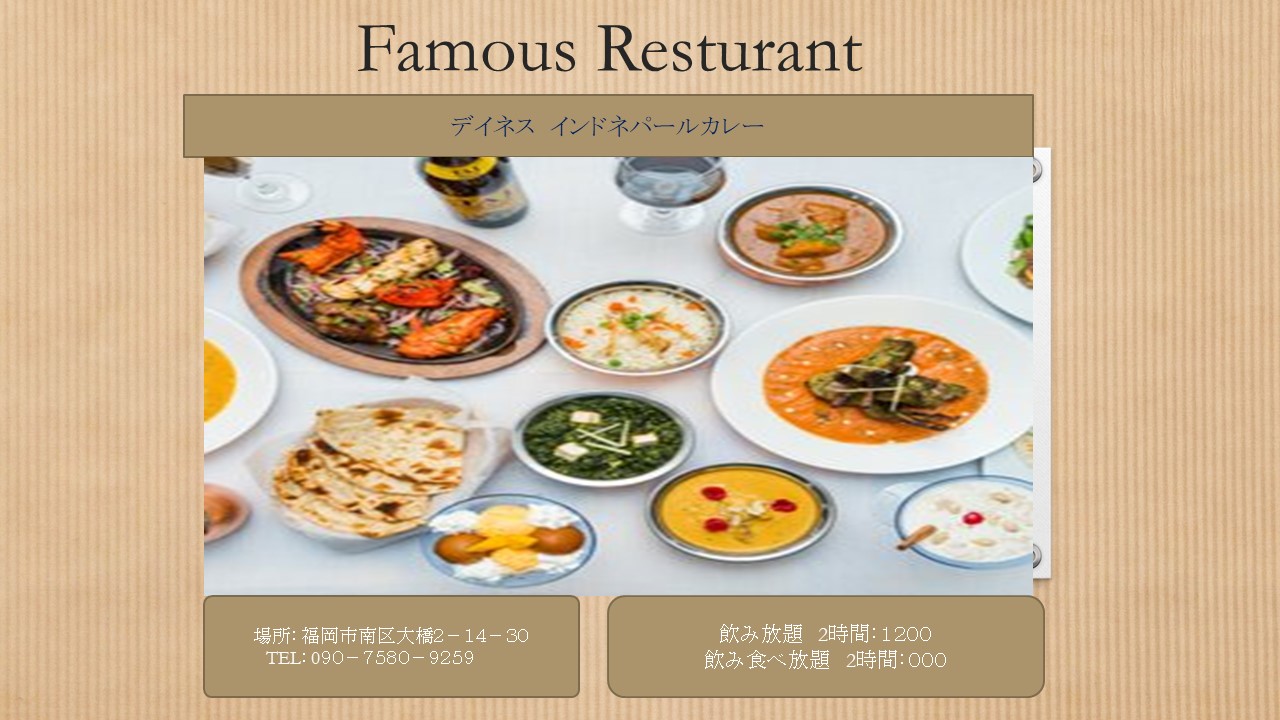 Famous Resturant
デイネス　インドネパールカレー
場所：福岡市南区大橋2－14－30
TEL：090－7580－9259
飲み放題　2時間：1200
飲み食べ放題　2時間：000